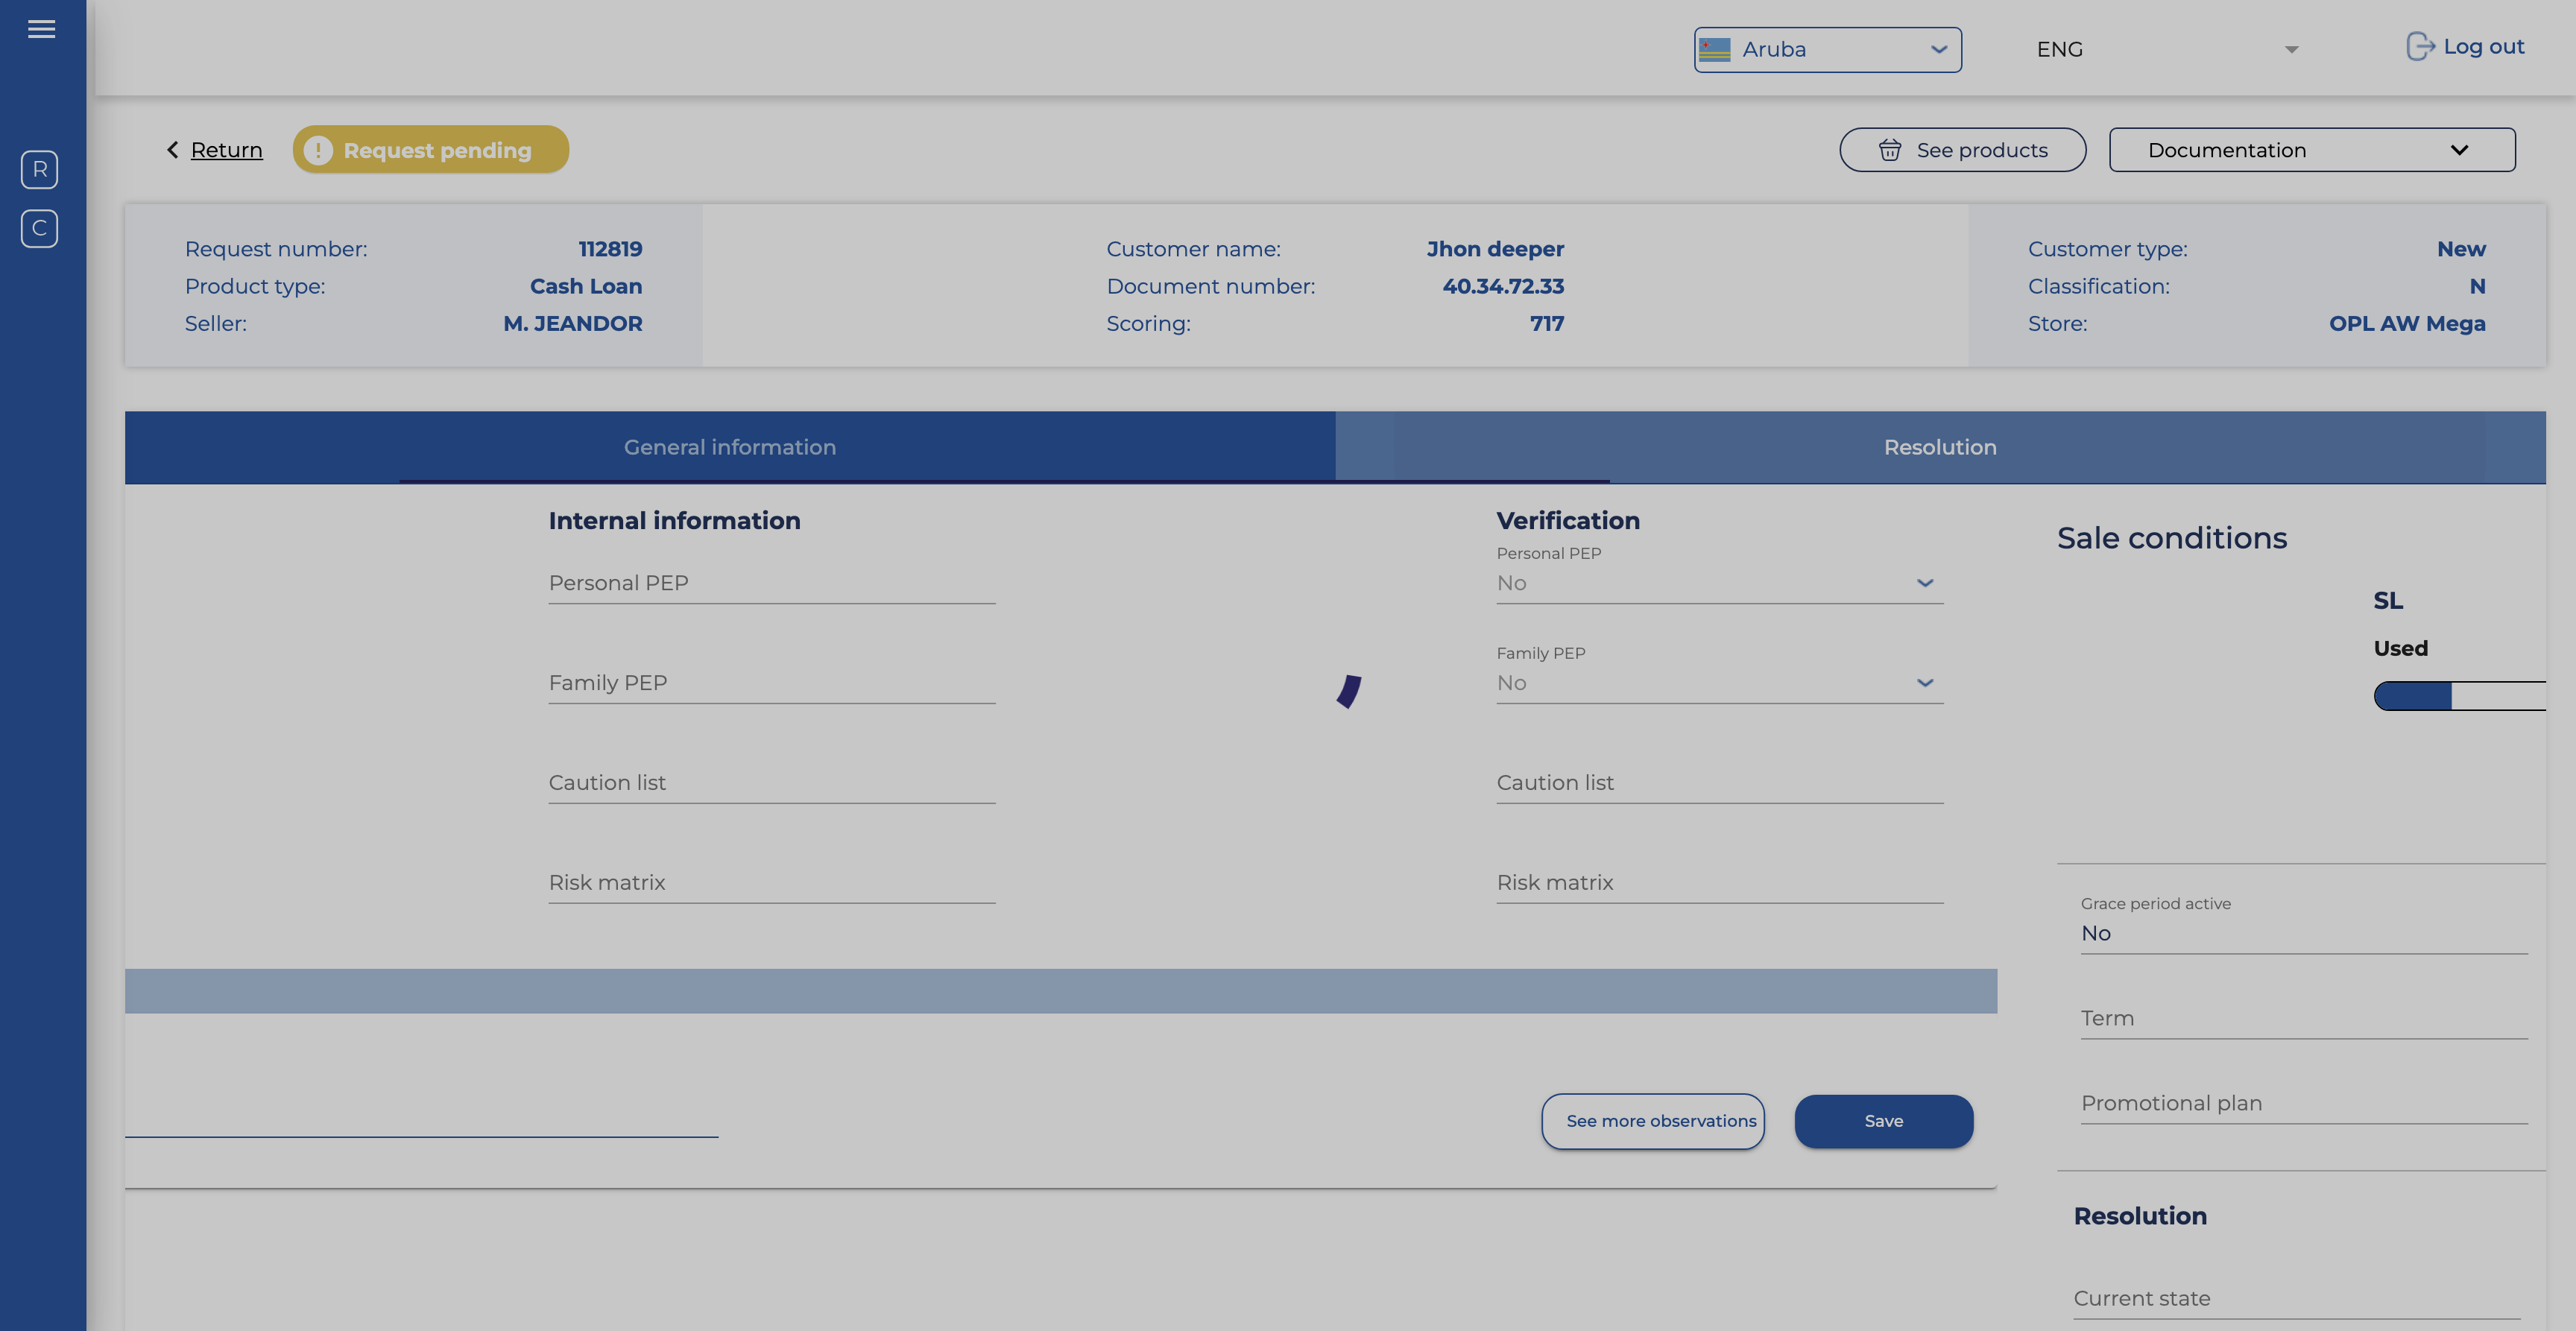 Aruba
ENG
Log out
R
C
Return
Request pending
See products
Documentation
Request number: 112819
Product type: Cash Loan
Seller: M. JEANDOR
Customer name: Jhon deeper
Document number: 40.34.72.33
Scoring: 717
Customer type: New
Classification: N
Store: OPL AW Mega
General information
Resolution
Internal information
Personal PEP
Family PEP
Caution list
Risk matrix
Verification
Personal PEP
No
Family PEP
No
Caution list
Risk matrix
See more observations
Save
Sale conditions
SL
Used
Grace period active
No
Term
Promotional plan
Resolution
Current state